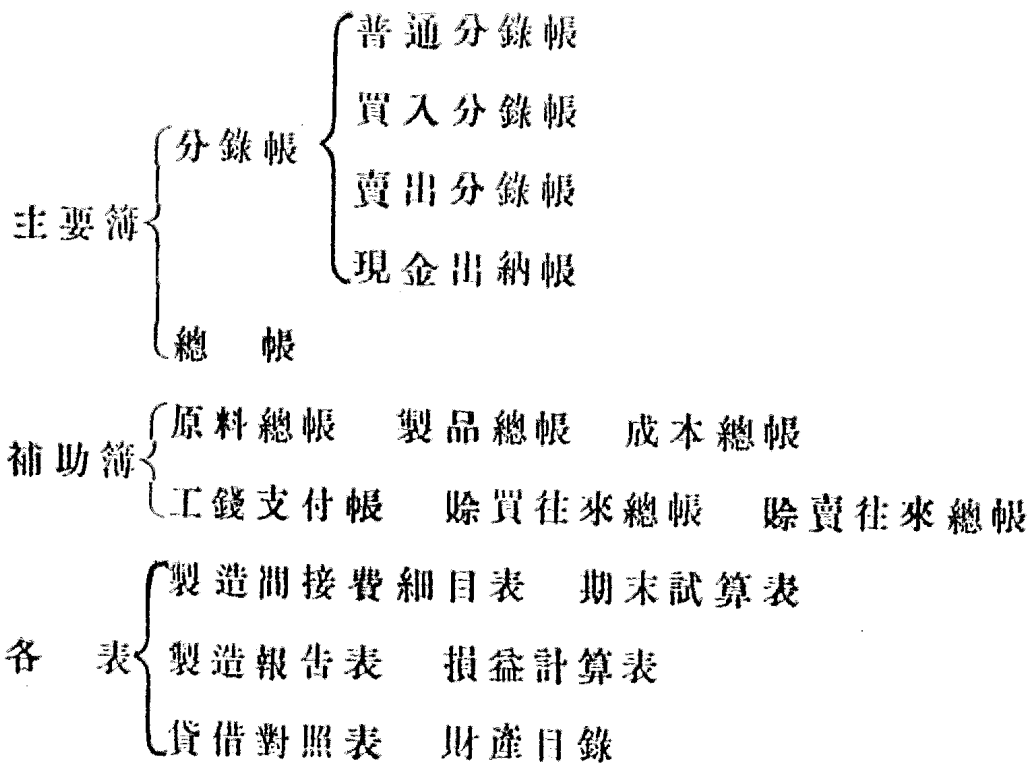 普通分錄帳
買入分錄帳
分錄帳
賣出分錄帳
主要簿
現金出納帳
總 帳
原料總帳 製品總帳 成本總帳
補助簿
工錢支付帳 賒買往來總帳 賒賣往來總帳
製造間接費細目表 期末試算表
各 表
製造報告表 損益計算表
貸借對照表 財產目錄